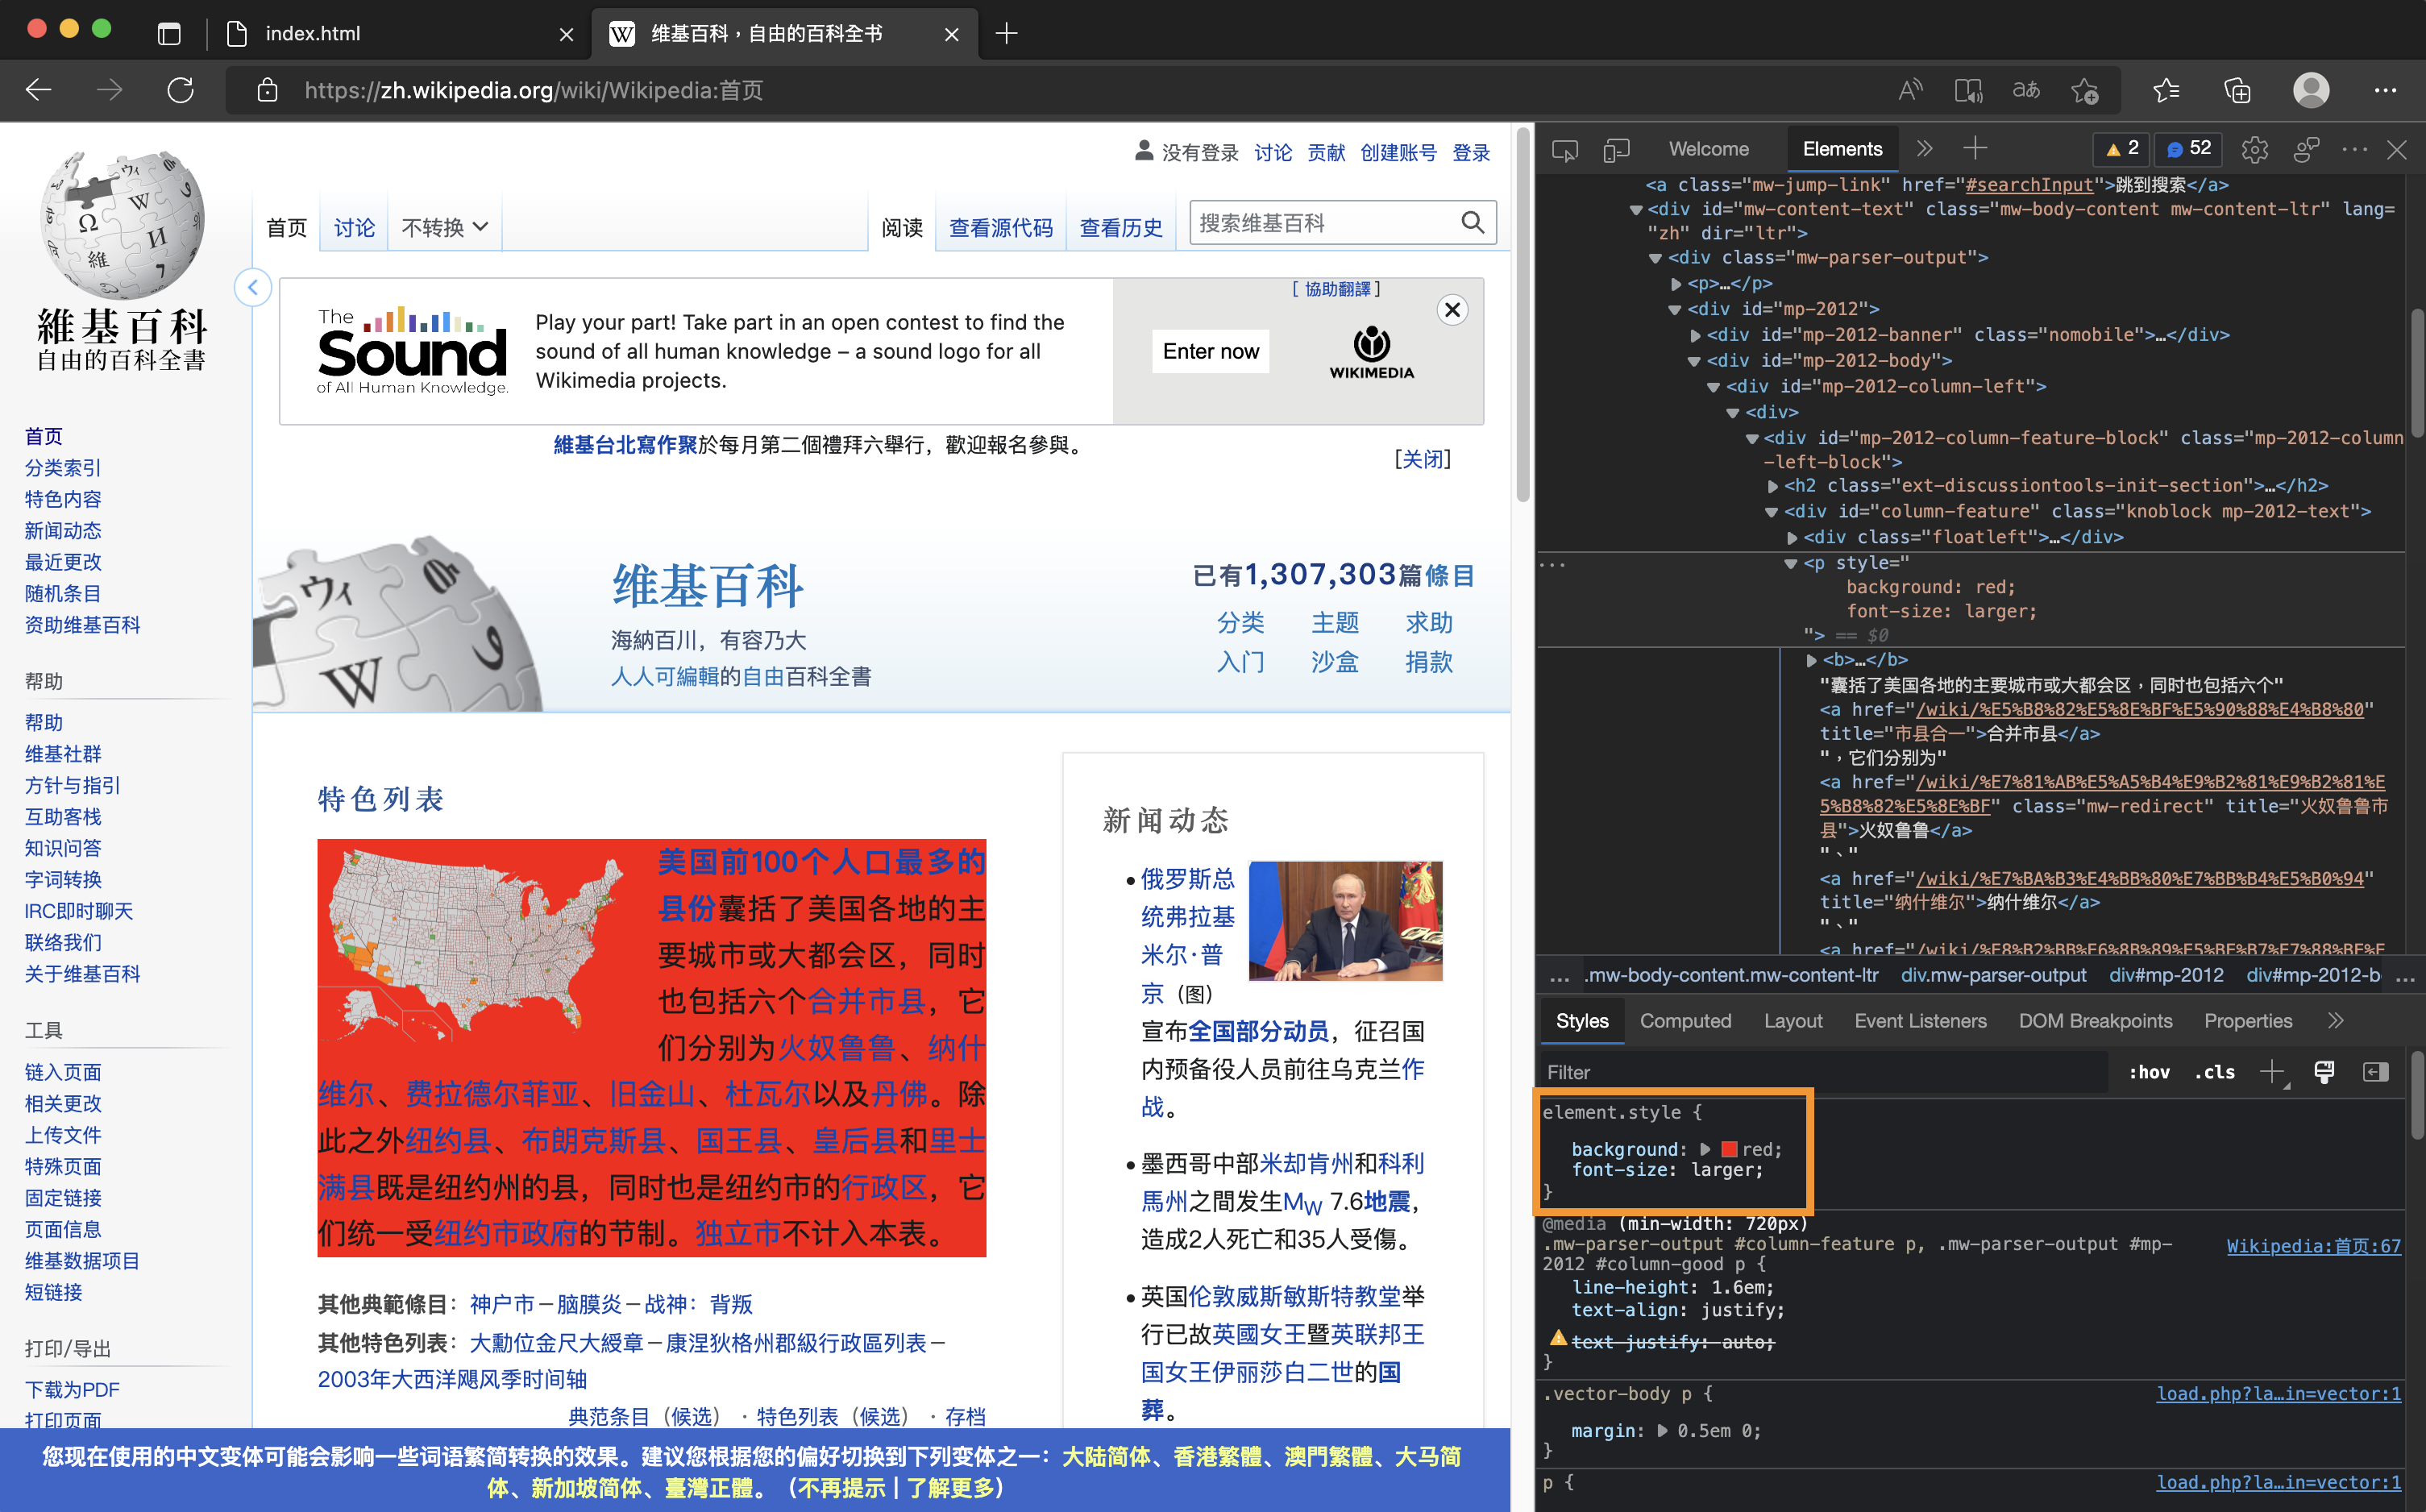 index.html
维基百科，自由的百科全书
https://zh.wikipedia.org/wiki/Wikipedia:首页
没有登录 讨论 贡献 创建账号 登录
首页 讨论 不转换 阅读 查看源代码 查看历史 搜索维基百科
維基百科
自由的百科全書
首页
分类索引
特色内容
新闻动态
最近更改
随机条目
资助维基百科
帮助
帮助
维基社群
方针与指引
互助客栈
知识问答
字词转换
IRC即时聊天
联络我们
关于维基百科
工具
链入页面
相关更改
上传文件
特殊页面
固定链接
页面信息
维基数据项目
短链接
打印/导出
下载为PDF
打印页面
The
Sound
of All Human Knowledge.
Play your part! Take part in an open contest to find the
sound of all human knowledge – a sound logo for all
Wikimedia projects.
[ 協助翻譯 ]
Enter now
WIKIMEDIA
維基台北寫作聚於每月第二個禮拜六舉行，歡迎報名參與。
[关闭]
维基百科
海納百川，有容乃大
人人可編輯的自由百科全書
已有1,307,303篇條目
分类 主题 求助
入门 沙盒 捐款
特色列表
美国前100个人口最多的
县份囊括了美国各地的主
要城市或大都会区，同时
也包括六个合并市县，它
们分别为火奴鲁鲁、纳什
维尔、费拉德尔菲亚、旧金山、杜瓦尔以及丹佛。除
此之外纽约县、布朗克斯县、国王县、皇后县和里士
满县既是纽约州的县，同时也是纽约市的行政区，它
们统一受纽约市政府的节制。独立市不计入本表。
其他典範條目：神户市－脑膜炎－战神：背叛
其他特色列表：大勳位金尺大綬章－康涅狄格州郡級行政區列表－
2003年大西洋飓风季时间轴
典范条目（候选） · 特色列表（候选） · 存档
新闻动态
俄罗斯总
统弗拉基
米尔·普
京（图）
宣布全国部分动员，征召国
内预备役人员前往乌克兰作
战。
墨西哥中部米却肯州和科利
馬州之間发生MW 7.6地震，
造成2人死亡和35人受傷。
英国伦敦威斯敏斯特教堂举
行已故英國女王暨英联邦王
国女王伊丽莎白二世的国
葬。
您现在使用的中文变体可能会影响一些词语繁简转换的效果。建议您根据您的偏好切换到下列变体之一：大陆简体、香港繁體、澳門繁體、大马简
体、新加坡简体、臺灣正體。（不再提示 | 了解更多）
Welcome Elements 2 52
<a class="mw-jump-link" href="#searchInput">跳到搜索</a>
<div id="mw-content-text" class="mw-body-content mw-content-ltr" lang=
"zh" dir="ltr">
<div class="mw-parser-output">
<p>…</p>
<div id="mp-2012">
<div id="mp-2012-banner" class="nomobile">…</div>
<div id="mp-2012-body">
<div id="mp-2012-column-left">
<div>
<div id="mp-2012-column-feature-block" class="mp-2012-column
-left-block">
<h2 class="ext-discussiontools-init-section">…</h2>
<div id="column-feature" class="knoblock mp-2012-text">
<div class="floatleft">…</div>
<p style="
background: red;
font-size: larger;
"> == $0
<b>…</b>
"囊括了美国各地的主要城市或大都会区，同时也包括六个"
<a href="/wiki/%E5%B8%82%E5%8E%BF%E5%90%88%E4%B8%80"
title="市县合一">合并市县</a>
"，它们分别为"
<a href="/wiki/%E7%81%AB%E5%A5%B4%E9%B2%81%E9%B2%81%E
5%B8%82%E5%8E%BF" class="mw-redirect" title="火奴鲁鲁市
县">火奴鲁鲁</a>
"、"
<a href="/wiki/%E7%BA%B3%E4%BB%80%E7%BB%B4%E5%B0%94"
title="纳什维尔">纳什维尔</a>
"、"
<a href="/wiki/%E8%B2%BB%E6%8B%89%E5%BE%B7%E7%88%BE%E
… .mw-body-content.mw-content-ltr div.mw-parser-output div#mp-2012 div#mp-2012-b …
Styles Computed Layout Event Listeners DOM Breakpoints Properties
Filter :hov .cls
element.style {
background: red;
font-size: larger;
}
@media (min-width: 720px)
.mw-parser-output #column-feature p, .mw-parser-output #mp- Wikipedia:首页:67
2012 #column-good p {
line-height: 1.6em;
text-align: justify;
text-justify: auto;
}
.vector-body p { load.php?la…in=vector:1
margin: 0.5em 0;
}
p { load.php?la…in=vector:1